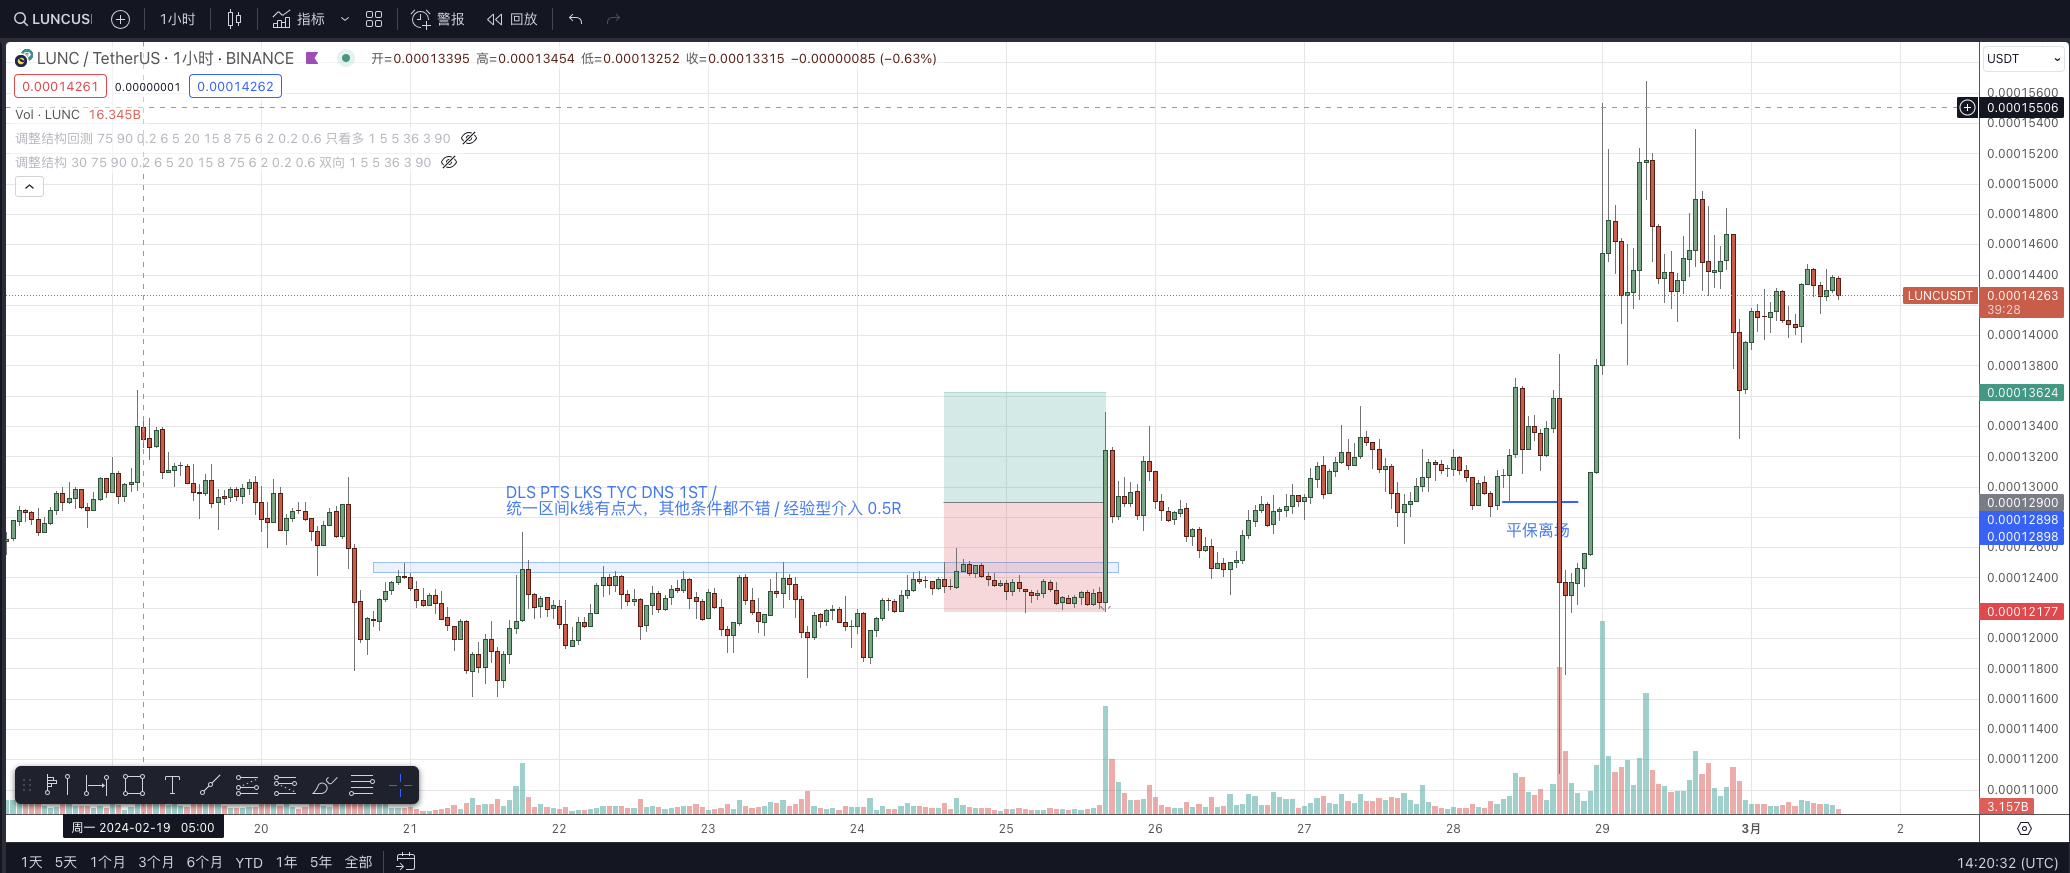 LUNCUS
1小时
指标
警报
回放
LUNC / TetherUS · 1小时 · BINANCE
开=0.00013395 高=0.00013454 低=0.00013252 收=0.00013315 −0.00000085 (−0.63%)
0.00014261 0.00000001 0.00014262
Vol · LUNC 16.345B
调整结构回测 75 90 0.2 6 5 20 15 8 75 6 2 0.2 0.6 只看多 1 5 5 36 3 90
调整结构 30 75 90 0.2 6 5 20 15 8 75 6 2 0.2 0.6 双向 1 5 5 36 3 90
DLS PTS LKS TYC DNS 1ST /
统一区间k线有点大，其他条件都不错 / 经验型介入 0.5R
平保离场
USDT
0.00015600
0.00015506
0.00015400
0.00015200
0.00015000
0.00014800
0.00014600
0.00014400
LUNCUSDT 0.00014263
39:28
0.00014000
0.00013800
0.00013624
0.00013400
0.00013200
0.00013000
0.00012900
0.00012898
0.00012898
0.00012600
0.00012400
0.00012177
0.00012000
0.00011800
0.00011600
0.00011400
0.00011200
0.00011000
3.157B
周一 2024-02-19 05:00
20 21 22 23 24 25 26 27 28 29 3月 2
1天 5天 1个月 3个月 6个月 YTD 1年 5年 全部
14:20:32 (UTC)